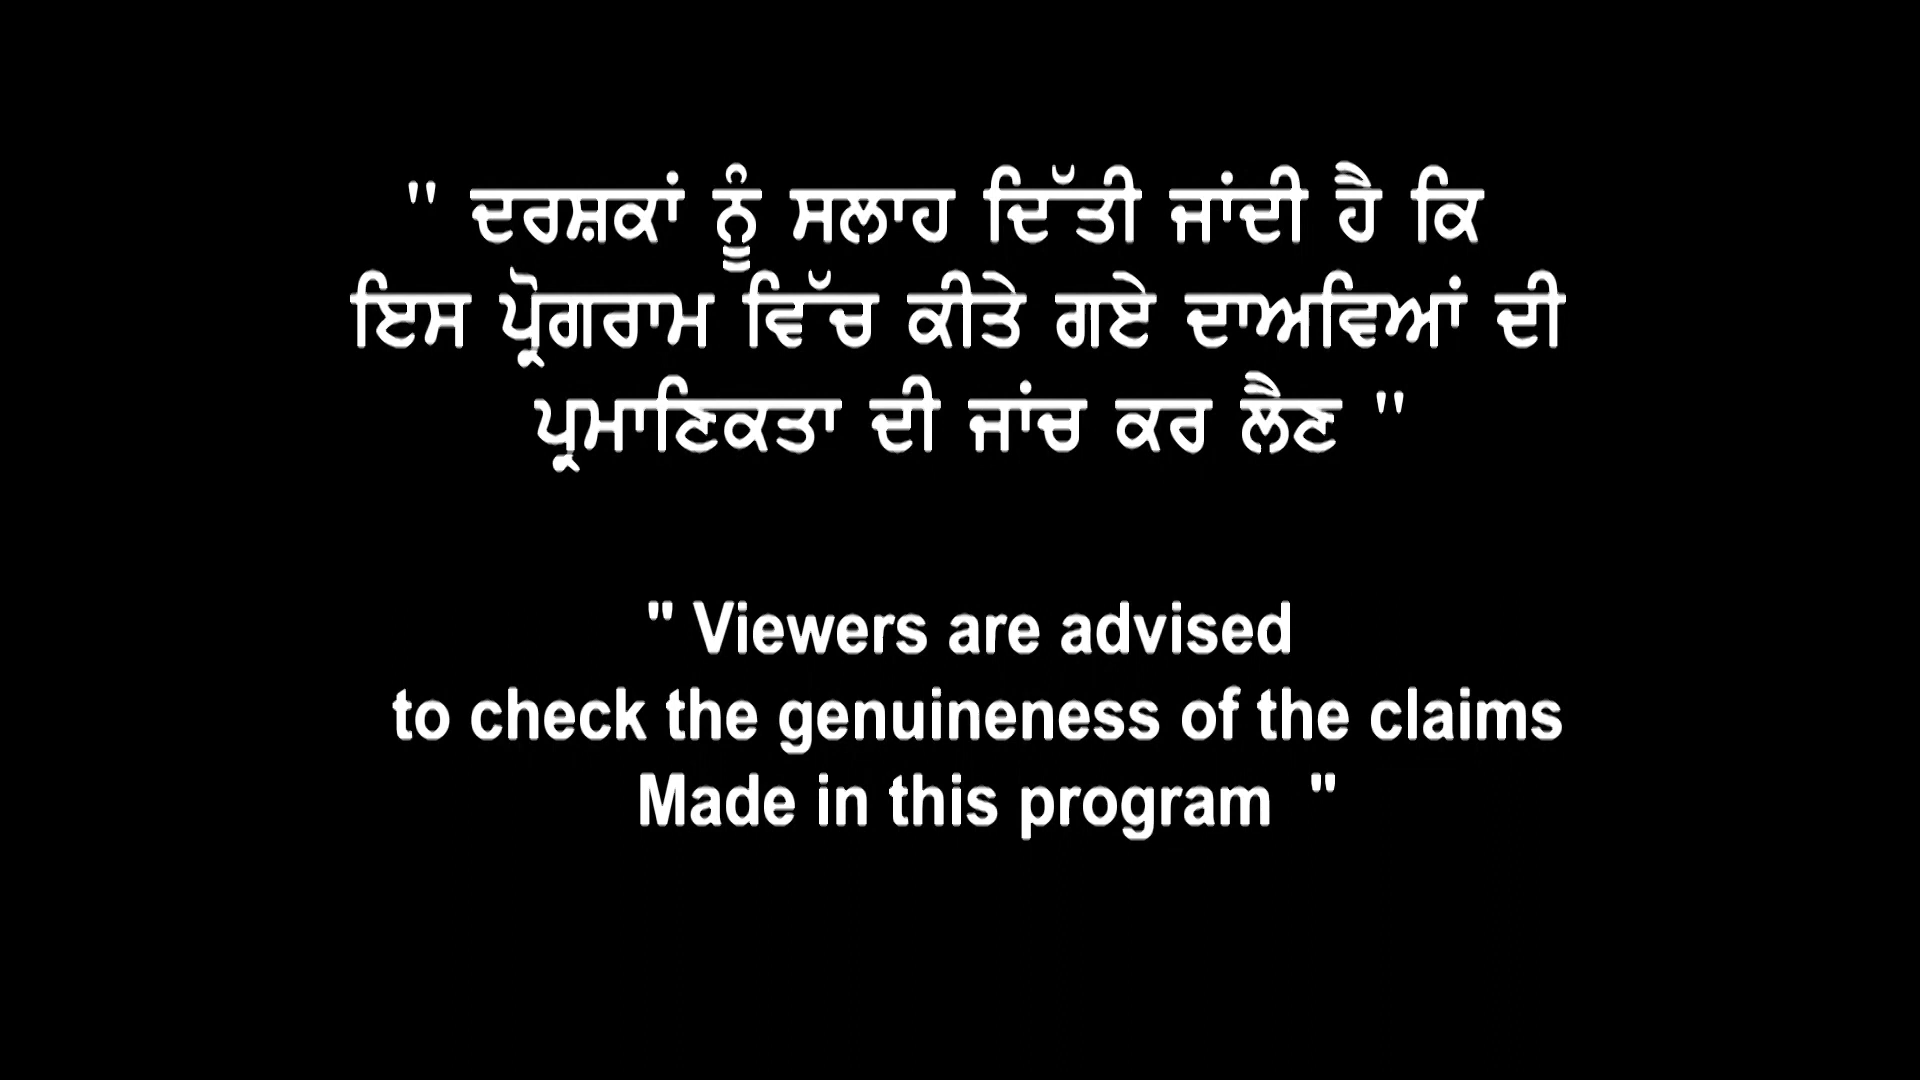 " ਦਰਸ਼ਕਾਂ ਨੂੰ ਸਲਾਹ ਦਿੱਤੀ ਜਾਂਦੀ ਹੈ ਕਿ
ਇਸ ਪ੍ਰੋਗਰਾਮ ਵਿੱਚ ਕੀਤੇ ਗਏ ਦਾਅਵਿਆਂ ਦੀ
ਪ੍ਰਮਾਣਿਕਤਾ ਦੀ ਜਾਂਚ ਕਰ ਲੈਣ "
" Viewers are advised
to check the genuineness of the claims
Made in this program "